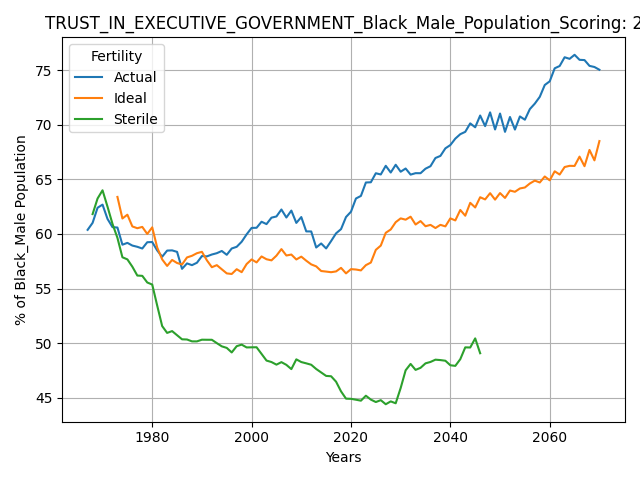 TRUST_IN_EXECUTIVE_GOVERNMENT_Black_Male_Population_Scoring: 2
Fertility
Actual
Ideal
Sterile
% of Black_Male Population
75
70
65
60
55
50
45
1980
2000
2020
2040
2060
Years